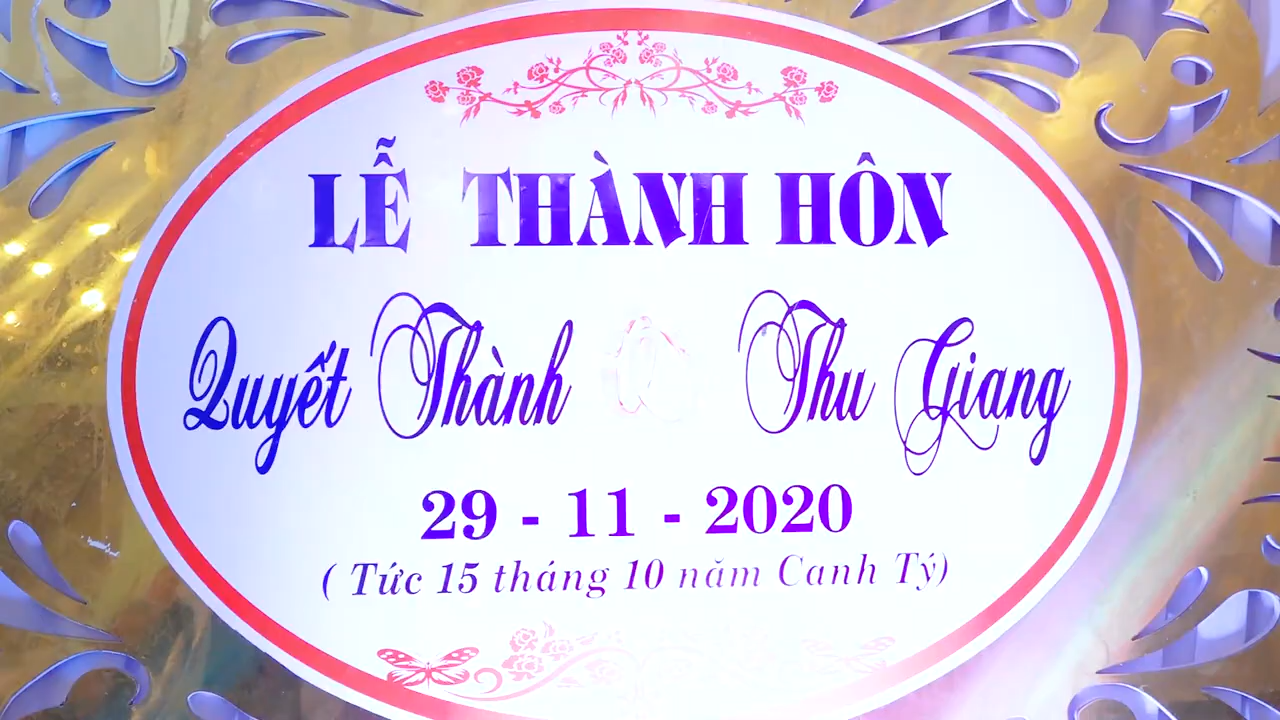 LỄ THÀNH HÔN
Quyết Thành Thu Giang
29 - 11 - 2020
( Tức 15 tháng 10 năm Canh Tý)